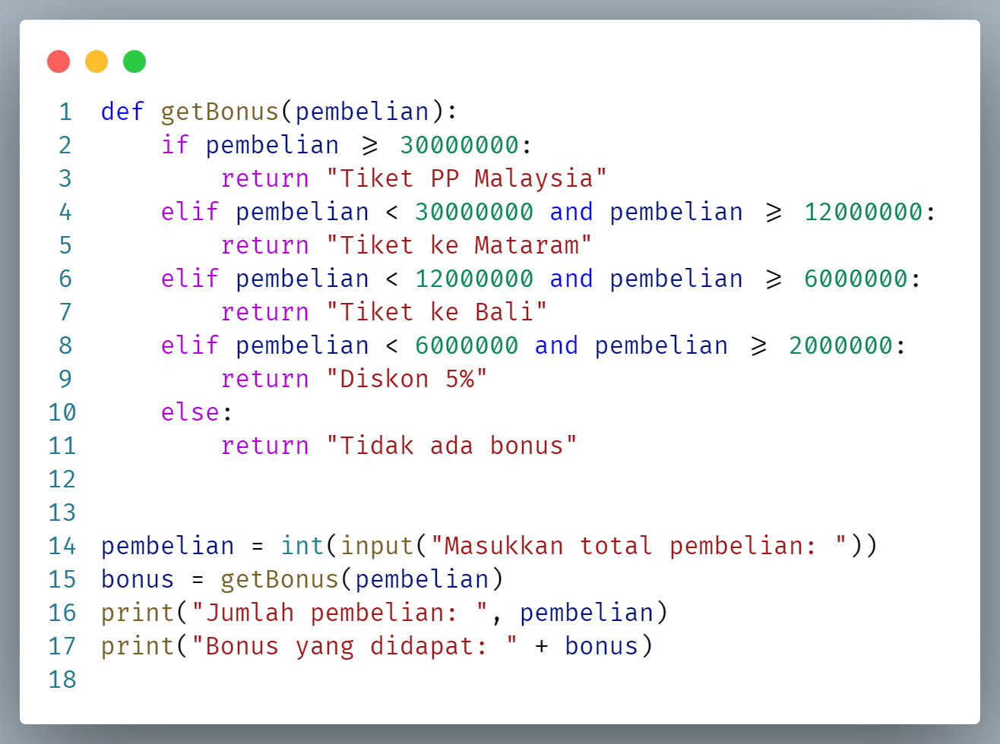 1 def getBonus(pembelian):
2     if pembelian >= 30000000:
3         return "Tiket PP Malaysia"
4     elif pembelian < 30000000 and pembelian >= 12000000:
5         return "Tiket ke Mataram"
6     elif pembelian < 12000000 and pembelian >= 6000000:
7         return "Tiket ke Bali"
8     elif pembelian < 6000000 and pembelian >= 2000000:
9         return "Diskon 5%"
10     else:
11         return "Tidak ada bonus"
12
13
14 pembelian = int(input("Masukkan total pembelian: "))
15 bonus = getBonus(pembelian)
16 print("Jumlah pembelian: ", pembelian)
17 print("Bonus yang didapat: " + bonus)
18